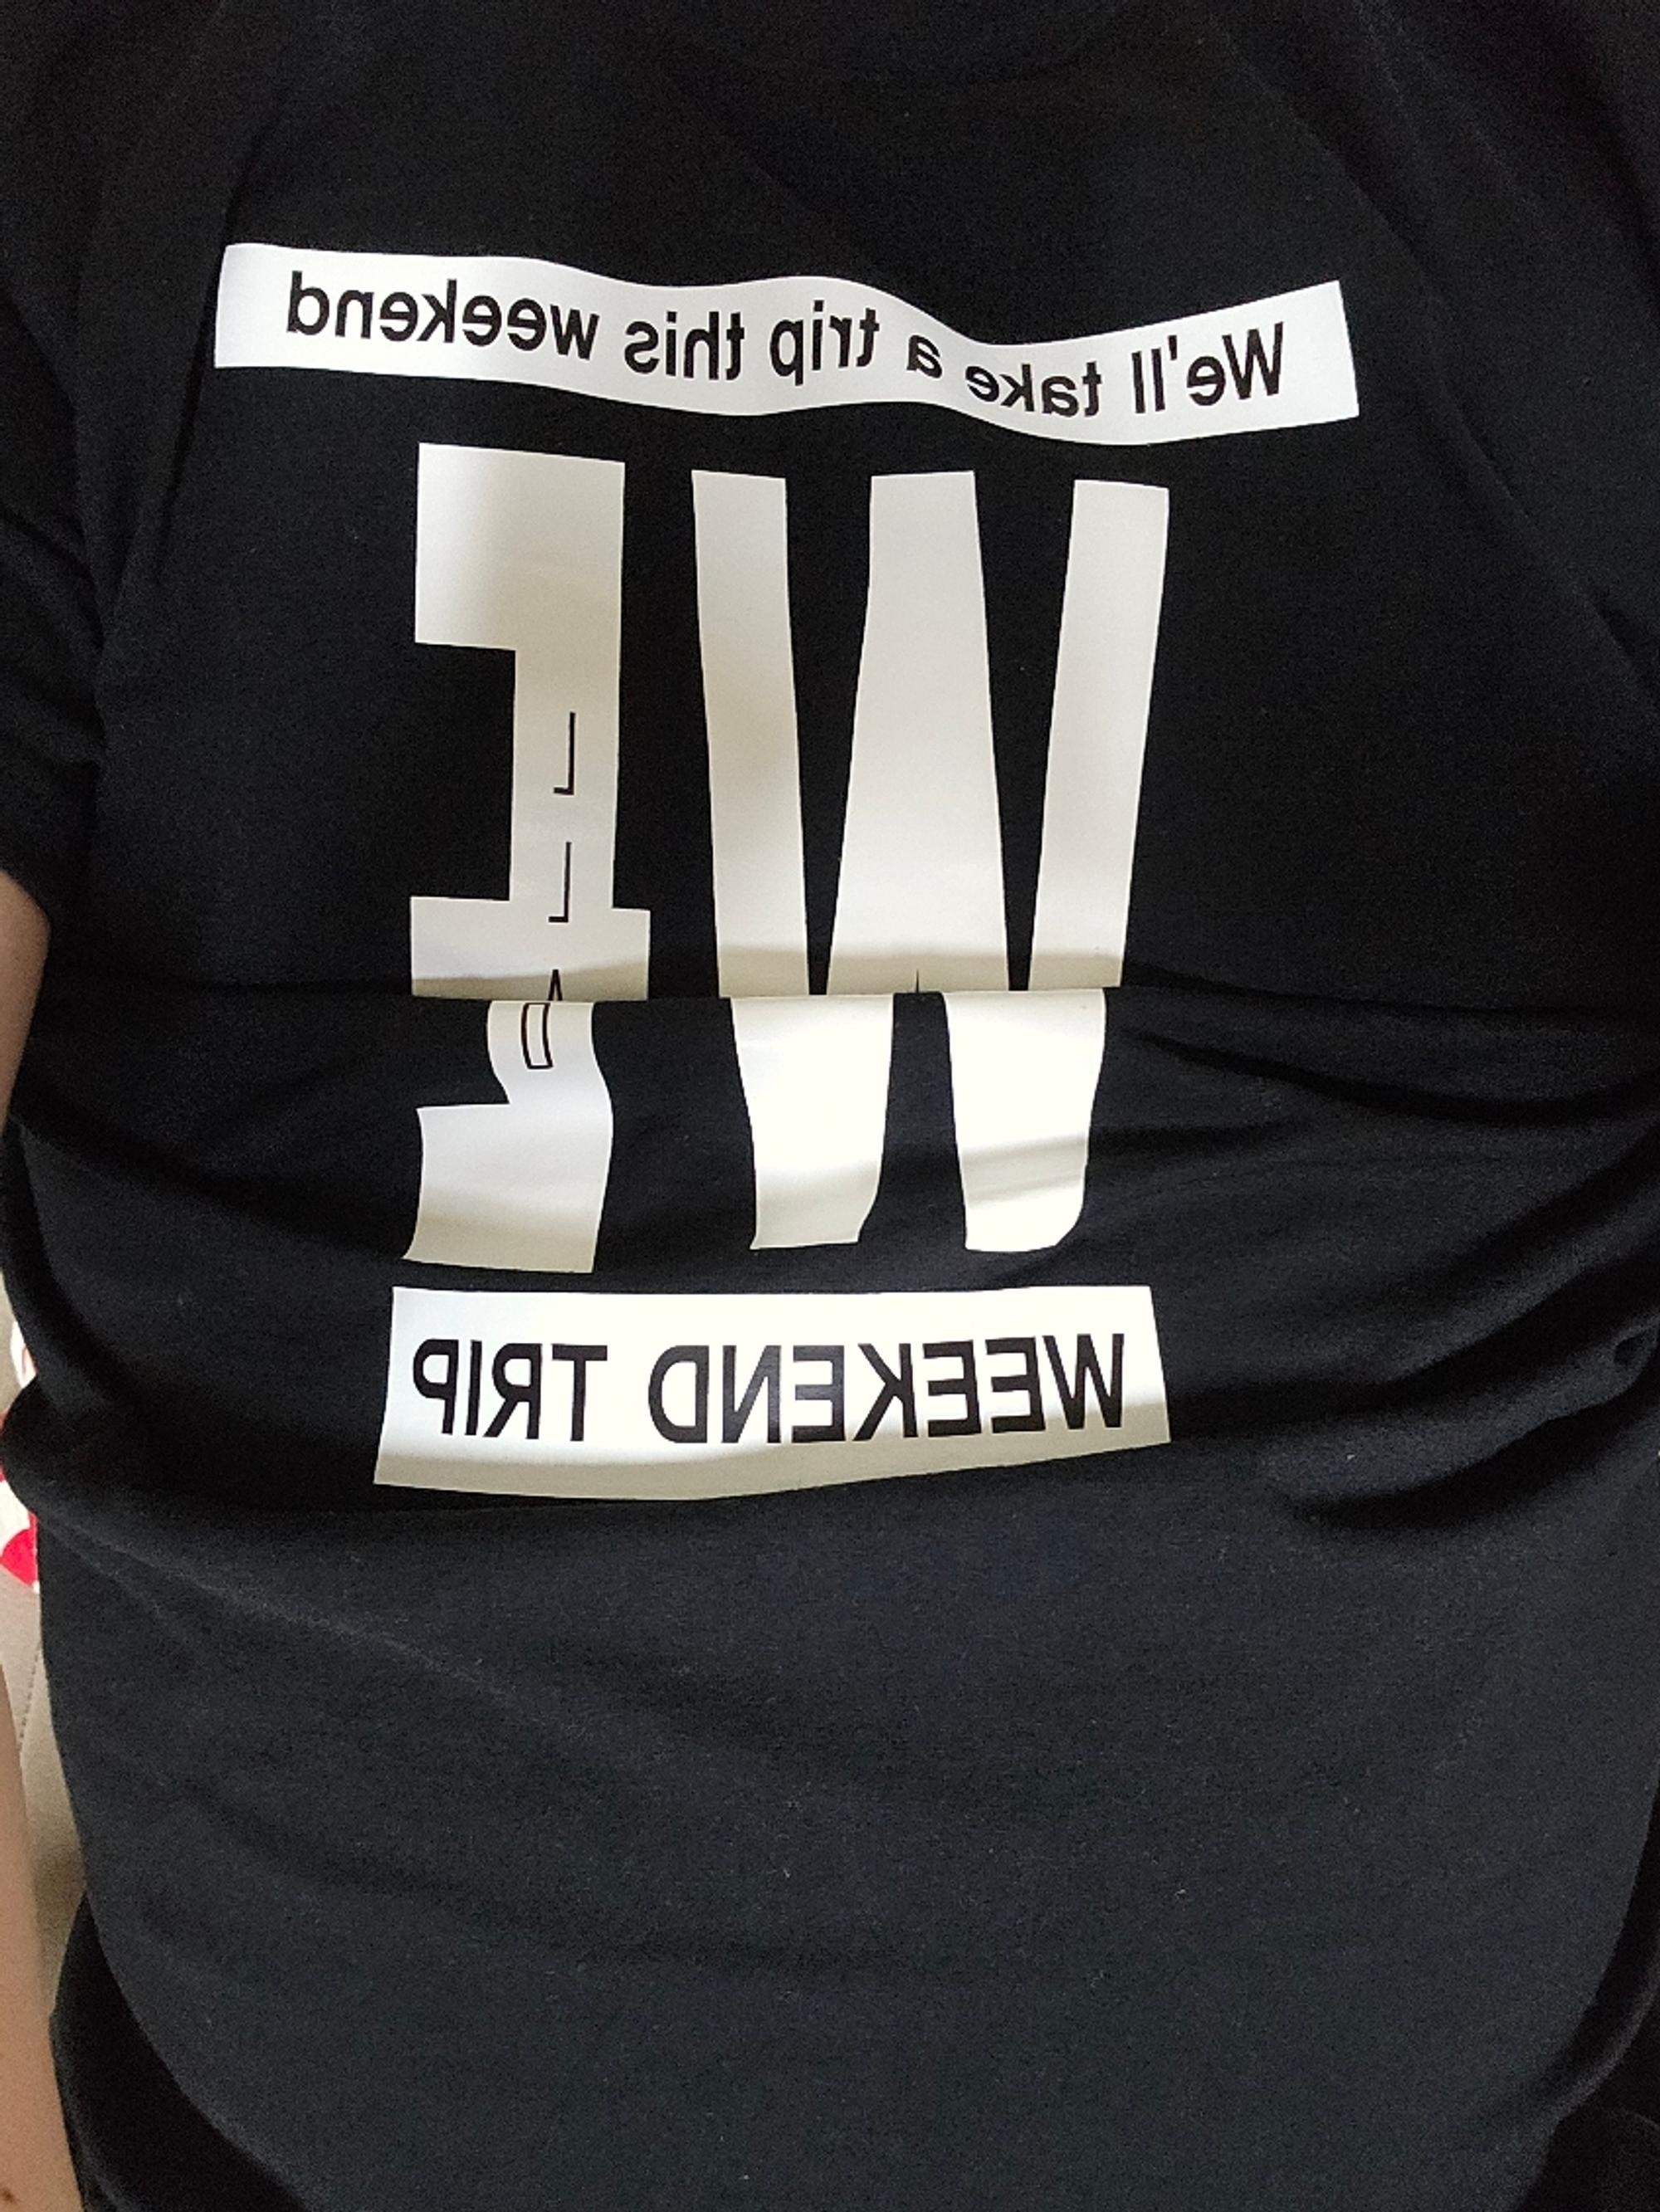 We'll take a trip this weekend
WE
WEEKEND TRIP